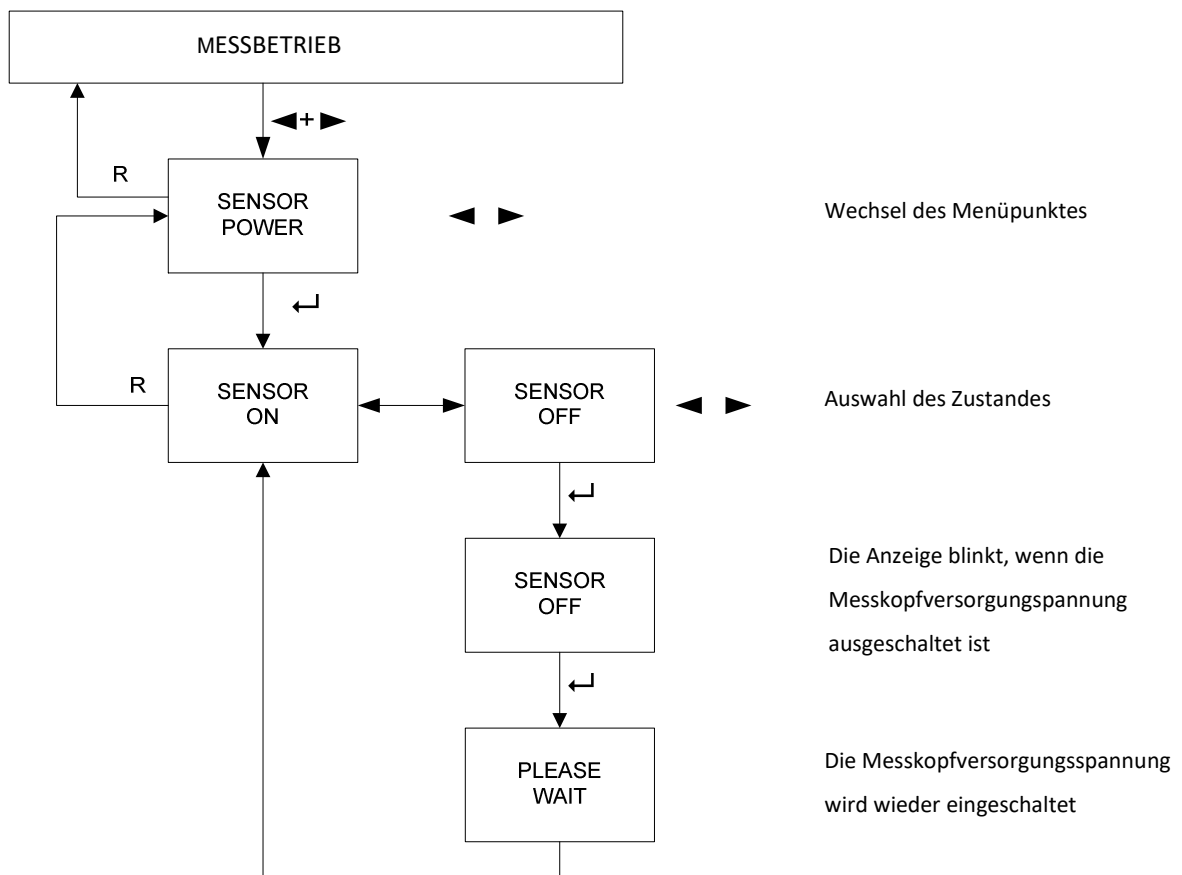 MESSBETRIEB
◄+►
R
SENSOR
POWER
◄ ►
Wechsel des Menüpunktes
↵
R
SENSOR
ON
SENSOR
OFF
◄ ►
Auswahl des Zustandes
↵
SENSOR
OFF
Die Anzeige blinkt, wenn die
Messkopfversorgungspannung
ausgeschaltet ist
↵
PLEASE
WAIT
Die Messkopfversorgungsspannung
wird wieder eingeschaltet